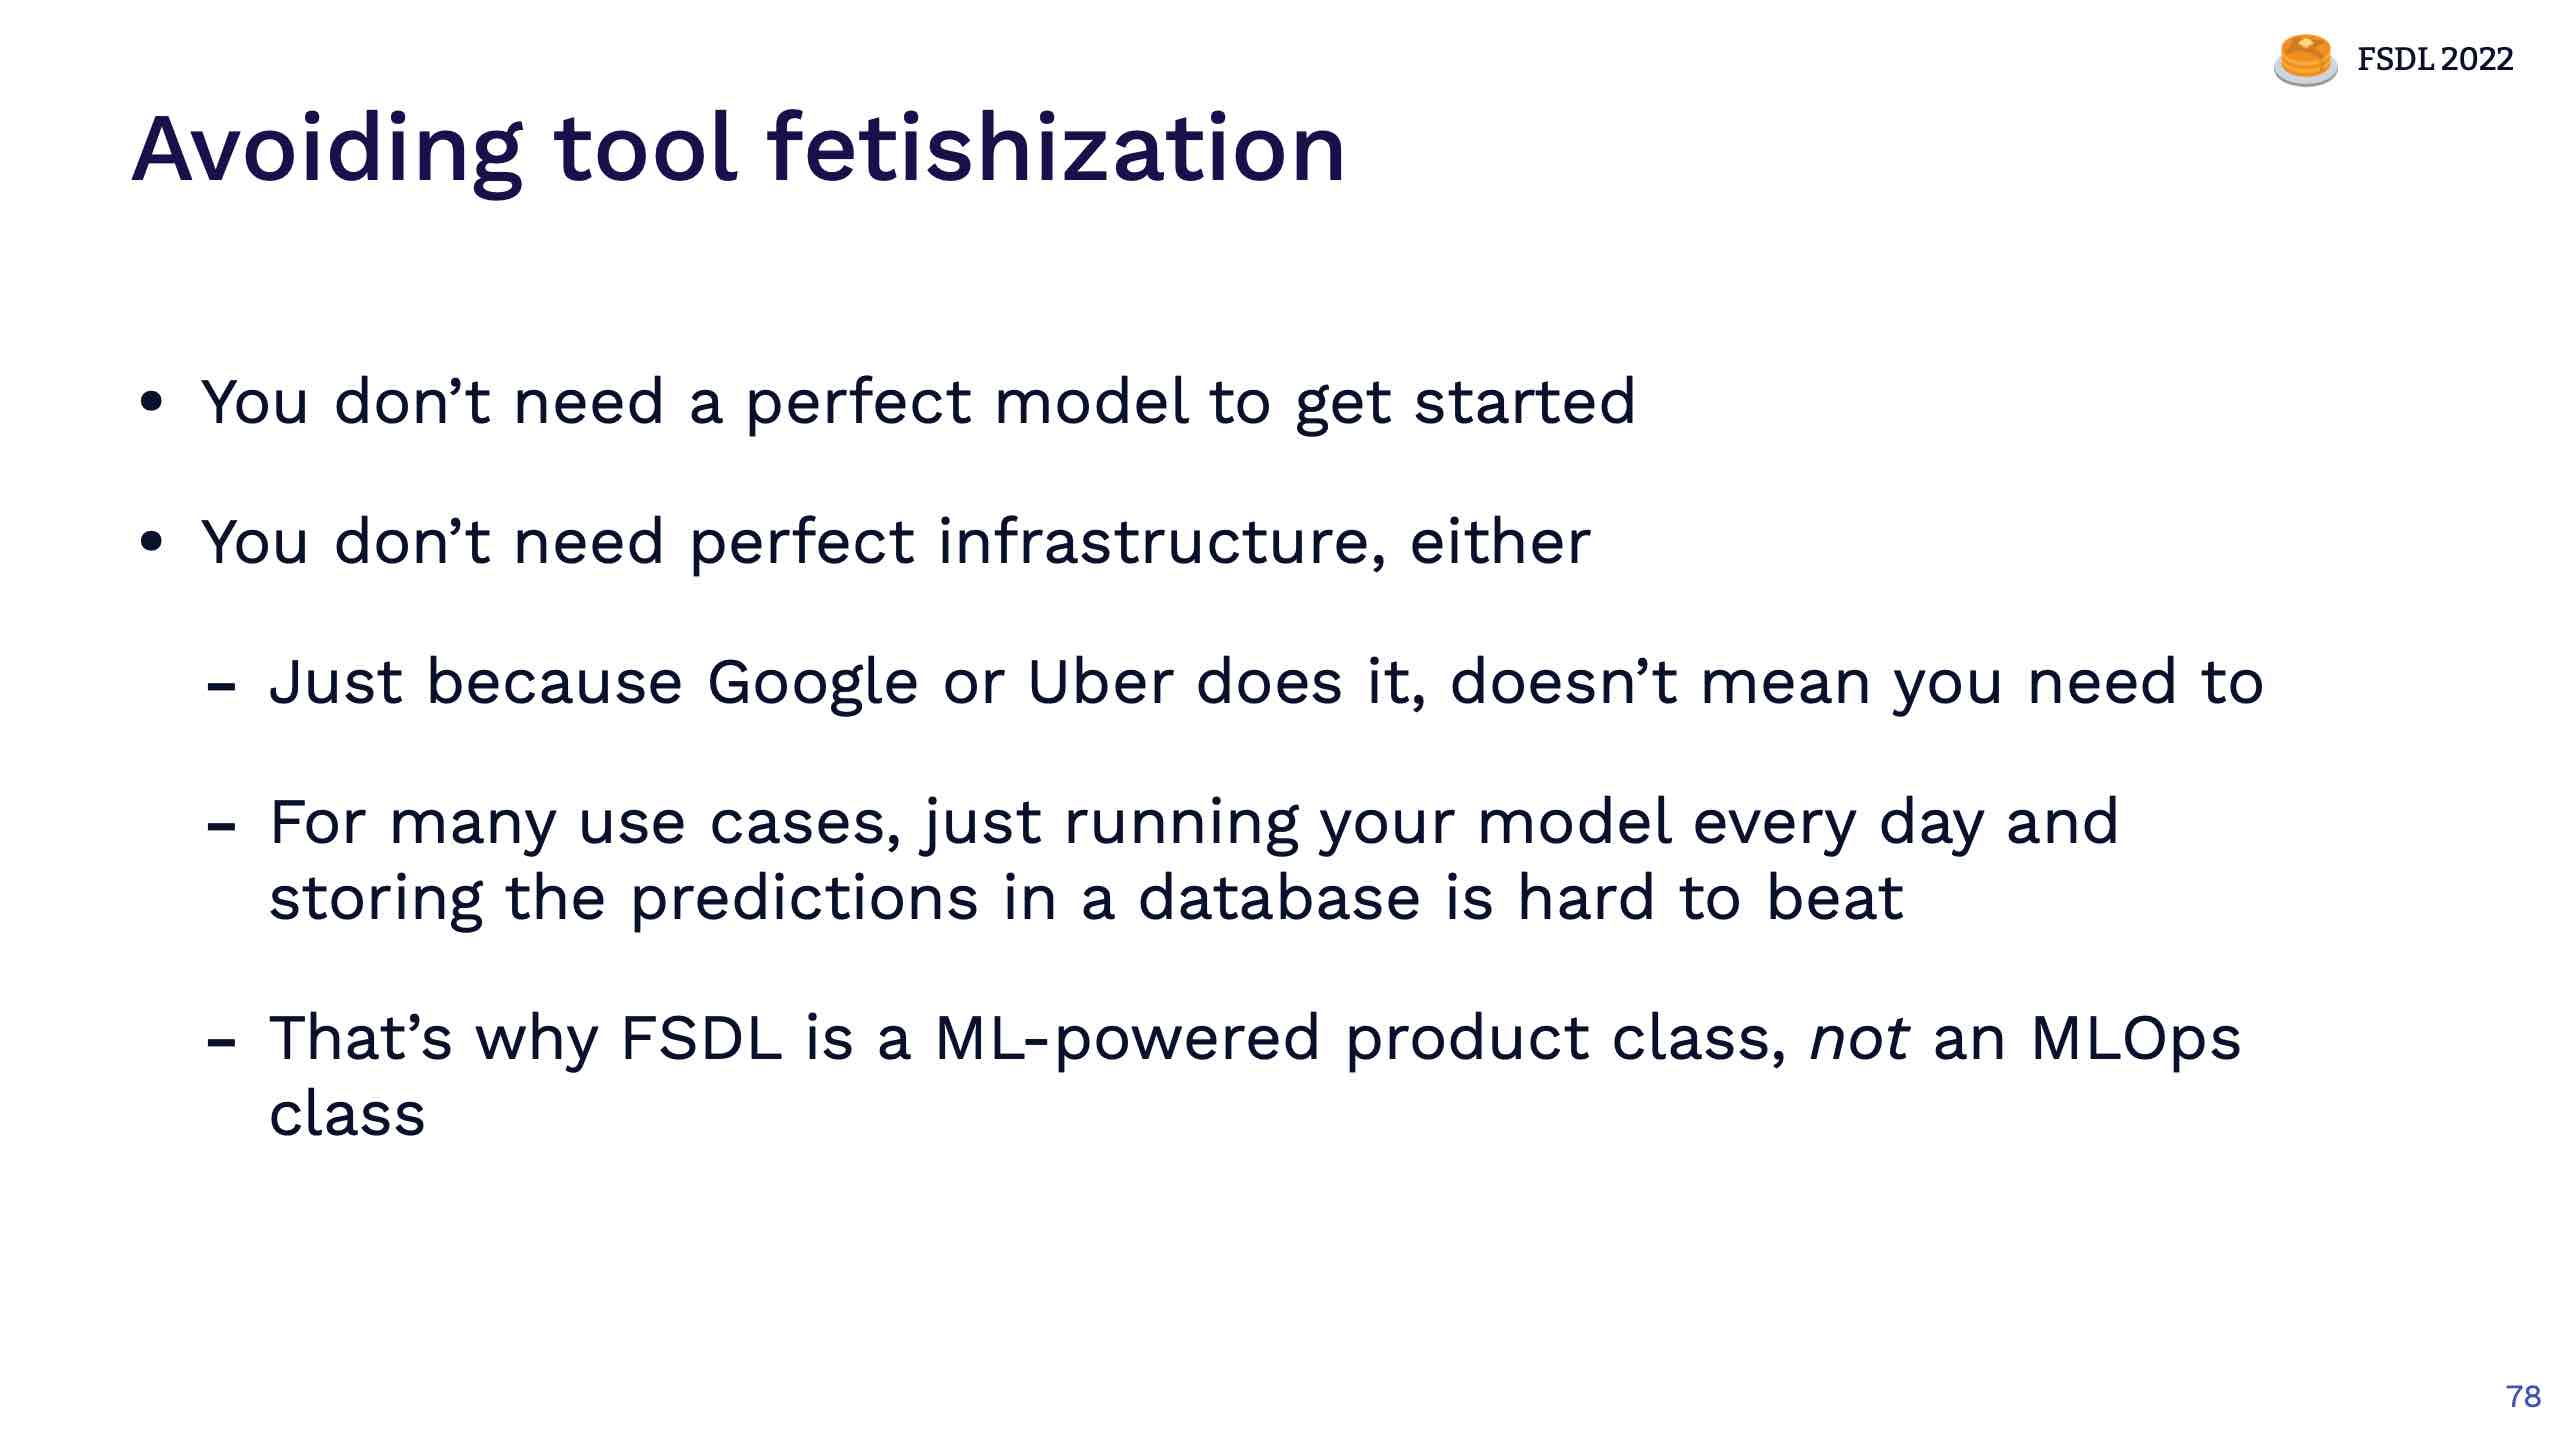 FSDL 2022
Avoiding tool fetishization
• You don’t need a perfect model to get started
• You don’t need perfect infrastructure, either
- Just because Google or Uber does it, doesn’t mean you need to
- For many use cases, just running your model every day and
storing the predictions in a database is hard to beat
- That’s why FSDL is a ML-powered product class, not an MLOps
class
78